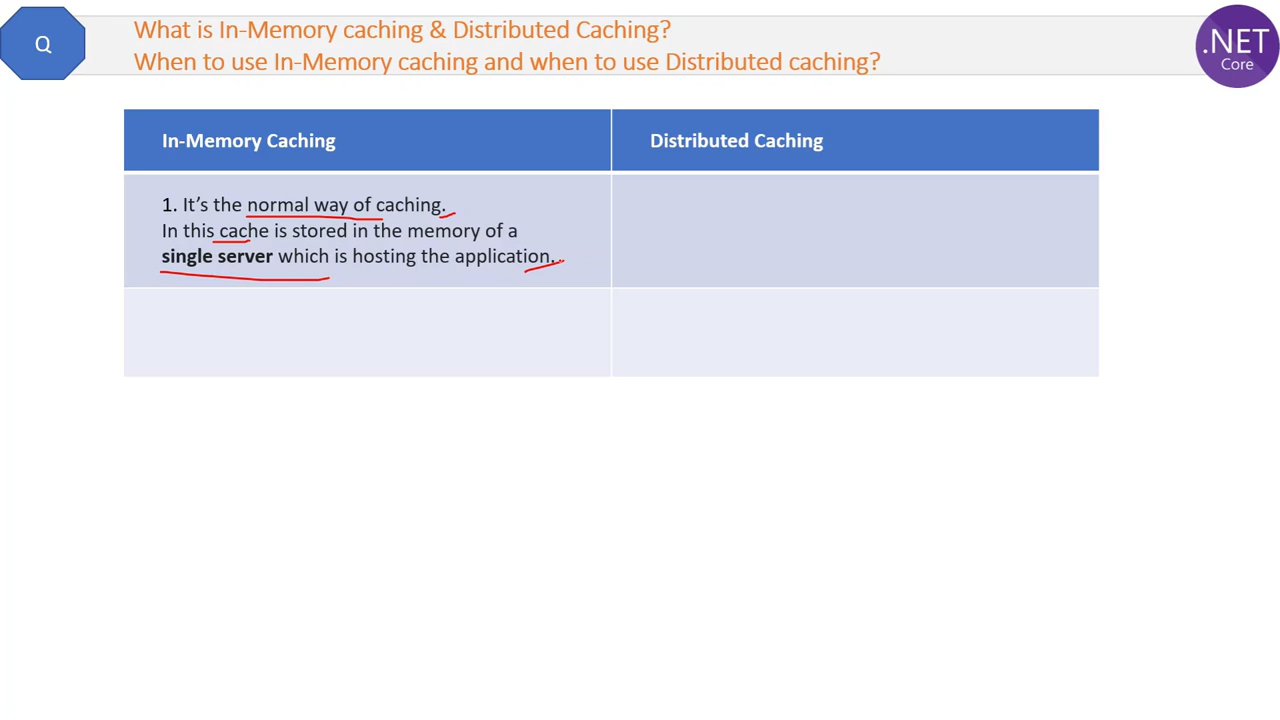 Q
What is In-Memory caching & Distributed Caching?
When to use In-Memory caching and when to use Distributed caching?
.NET
Core
In-Memory Caching
Distributed Caching
1. It’s the normal way of caching.
In this cache is stored in the memory of a
single server which is hosting the application.